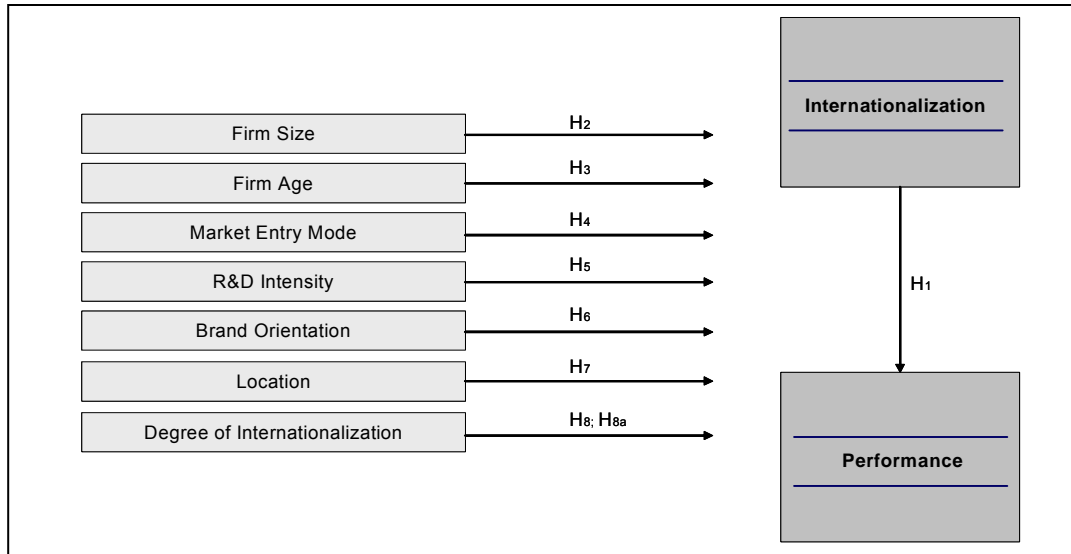 Internationalization
Firm Size
H2
Firm Age
H3
Market Entry Mode
H4
R&D Intensity
H5
H1
Brand Orientation
H6
Location
H7
Degree of Internationalization
H8; H8a
Performance